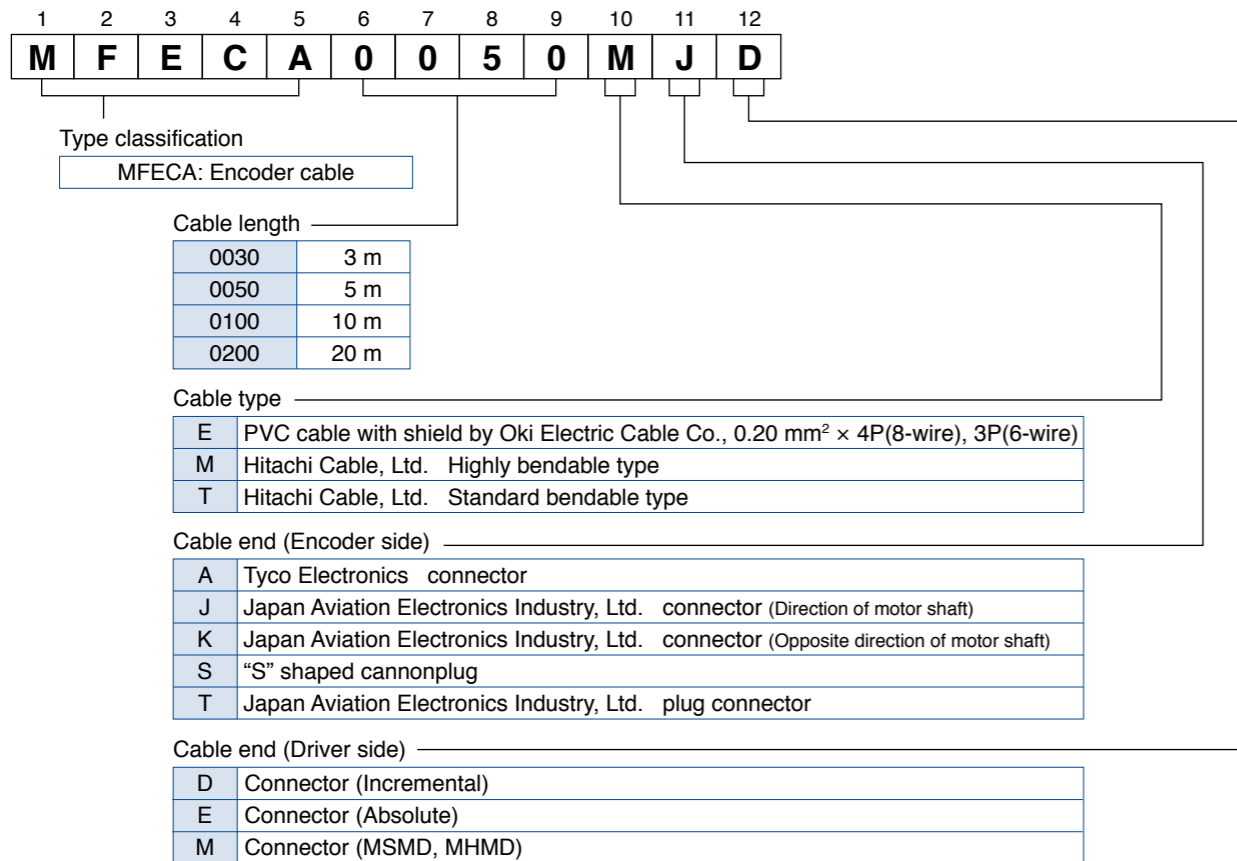 1 2 3 4 5 6 7 8 9 10 11 12
M F E C A 0 0 5 0 M J D
Type classification
MFECA: Encoder cable
Cable length
0030 3 m
0050 5 m
0100 10 m
0200 20 m
Cable type
E PVC cable with shield by Oki Electric Cable Co., 0.20 mm² × 4P(8-wire), 3P(6-wire)
M Hitachi Cable, Ltd. Highly bendable type
T Hitachi Cable, Ltd. Standard bendable type
Cable end (Encoder side)
A Tyco Electronics connector
J Japan Aviation Electronics Industry, Ltd. connector (Direction of motor shaft)
K Japan Aviation Electronics Industry, Ltd. connector (Opposite direction of motor shaft)
S “S” shaped cannonplug
T Japan Aviation Electronics Industry, Ltd. plug connector
Cable end (Driver side)
D Connector (Incremental)
E Connector (Absolute)
M Connector (MSMD, MHMD)